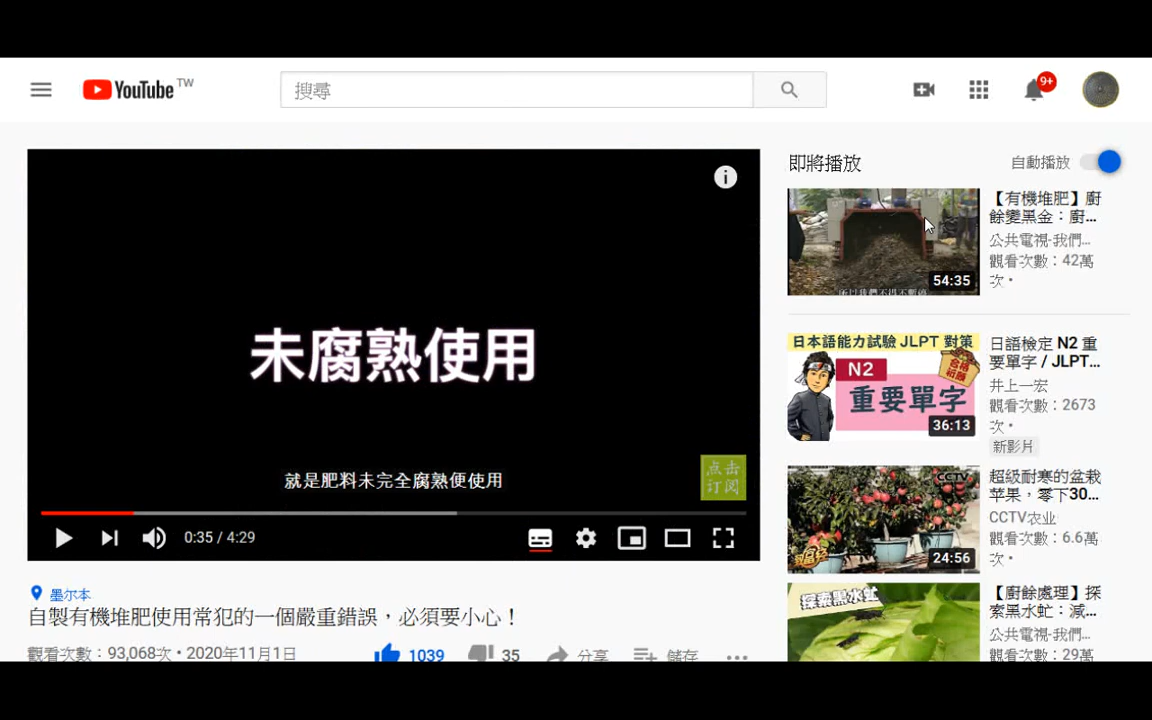 YouTube TW
搜尋
9+
未腐熟使用
就是肥料未完全腐熟便使用
点击
订阅
0:35 / 4:29
墨尔本
自製有機堆肥使用常犯的一個嚴重錯誤，必須要小心！
觀看次數：93,068次 • 2020年11月1日
1039
35
分享
儲存
即將播放
自動播放
54:35
【有機堆肥】廚
餘變黑金：廚...
公共電視-我們...
觀看次數：42萬
次 •
日本語能力試驗 JLPT 對策
N2
重要單字
36:13
日語檢定 N2 重
要單字 / JLPT...
井上一宏
觀看次數：2673
次 •
新影片
CCTV
24:56
超級耐寒的盆栽
苹果，零下30...
CCTV农业
觀看次數：6.6萬
次 •
探索黑水虻
【廚餘處理】探
索黑水虻：減...
公共電視-我們...
觀看次數：29萬